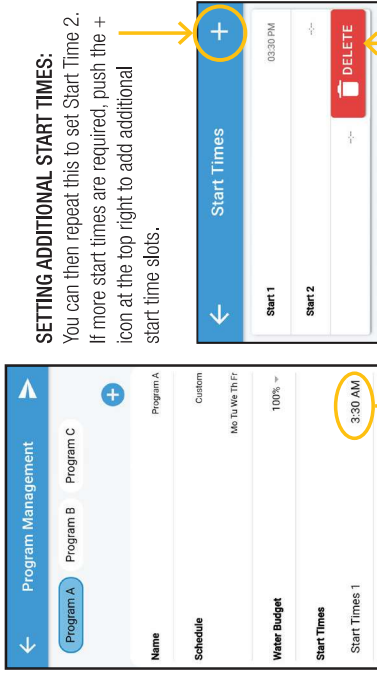 SETTING ADDITIONAL START TIMES:
You can then repeat this to set Start Time 2.
If more start times are required, push the +
icon at the top right to add additional
start time slots.
← Start Times +
Start 1 03:30 PM
Start 2 -:-
-:-
DELETE
← Program Management
Program A Program B Program C
+
Name Program A
Schedule Custom
Mo Tu We Th Fr
Water Budget 100%
Start Times
Start Times 1 3:30 AM